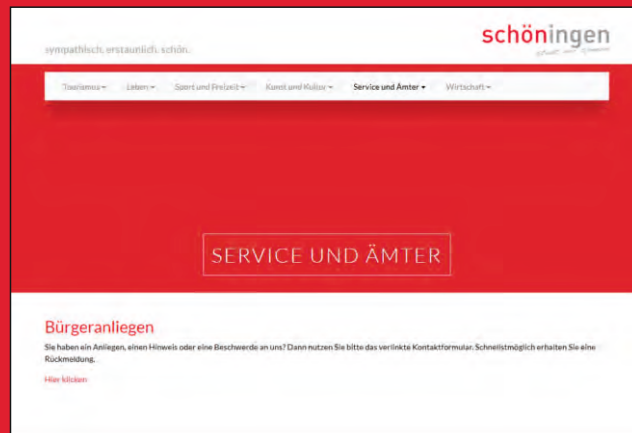 sympathisch. erstaunlich. schön.
schöningen
Tourismus Leben Sport und Freizeit Kunst und Kultur Service und Ämter Wirtschaft
SERVICE UND ÄMTER
Bürgeranliegen
Sie haben ein Anliegen, einen Hinweis oder eine Beschwerde an uns? Dann nutzen Sie bitte das verlinkte Kontaktformular. Schnellstmöglich erhalten Sie eine
Rückmeldung.
Hier klicken